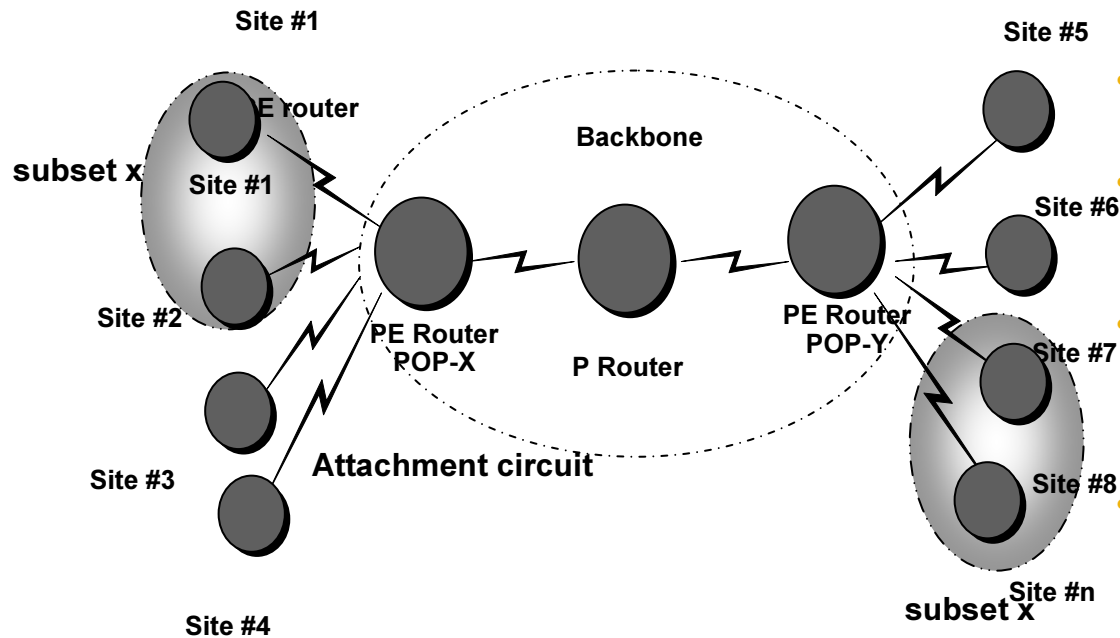 Site #1
Site #5
E router
Backbone
subset x
Site #1
Site #6
Site #2
PE Router
POP-X
PE Router
POP-Y
P Router
Site #7
Attachment circuit
Site #3
Site #8
Site #n
subset x
Site #4